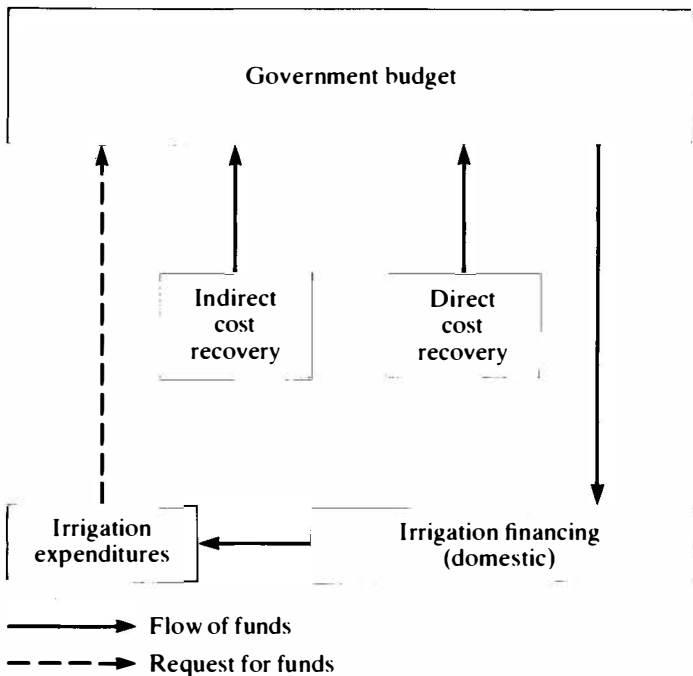 Government budget
Indirect
cost
recovery
Direct
cost
recovery
Irrigation
expenditures
Irrigation financing
(domestic)
Flow of funds
Request for funds